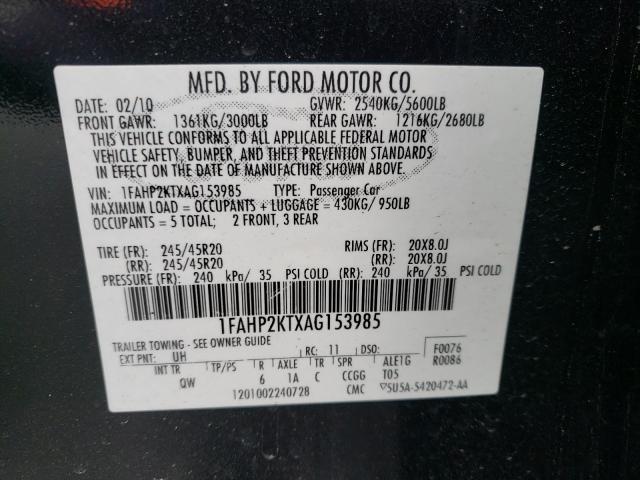 MFD. BY FORD MOTOR CO.
DATE: 02/10 GVWR: 2540KG/5600LB
FRONT GAWR: 1361KG/3000LB REAR GAWR: 1216KG/2680LB
THIS VEHICLE CONFORMS TO ALL APPLICABLE FEDERAL MOTOR
VEHICLE SAFETY, BUMPER, AND THEFT PREVENTION STANDARDS
IN EFFECT ON THE DATE OF MANUFACTURE SHOWN ABOVE.
VIN: 1FAHP2KTXAG153985 TYPE: Passenger Car
MAXIMUM LOAD = OCCUPANTS + LUGGAGE = 430KG/950LB
OCCUPANTS = 5 TOTAL; 2 FRONT, 3 REAR
TIRE (FR): 245/45R20 RIMS (FR): 20X8.0J
(RR): 245/45R20 (RR): 20X8.0J
PRESSURE (FR): 240 kPa/ 35 PSI COLD (RR): 240 kPa/ 35 PSI COLD
1FAHP2KTXAG153985
TRAILER TOWING - SEE OWNER GUIDE
EXT PNT: UH RC: 11 DSO: F0076
R0086
INT TR TP/PS R AXLE TR SPR ALE1G
QW 6 1A C CCGG T05
1201002240728 CMC ▽5U5A-5420472-AA